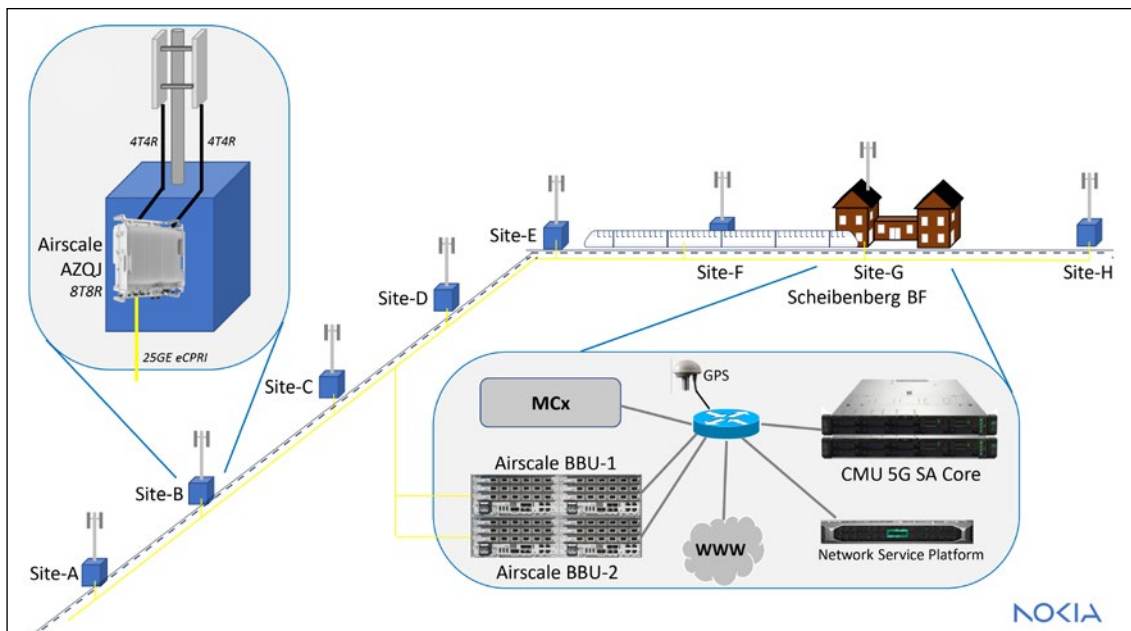 4T4R
4T4R
Airscale
AZQJ
8T8R
25GE eCPRI
Site-A
Site-B
Site-C
Site-D
Site-E
Site-F
Site-G
Scheibenberg BF
Site-H
MCx
GPS
CMU 5G SA Core
Airscale BBU-1
Airscale BBU-2
WWW
Network Service Platform
NOKIA